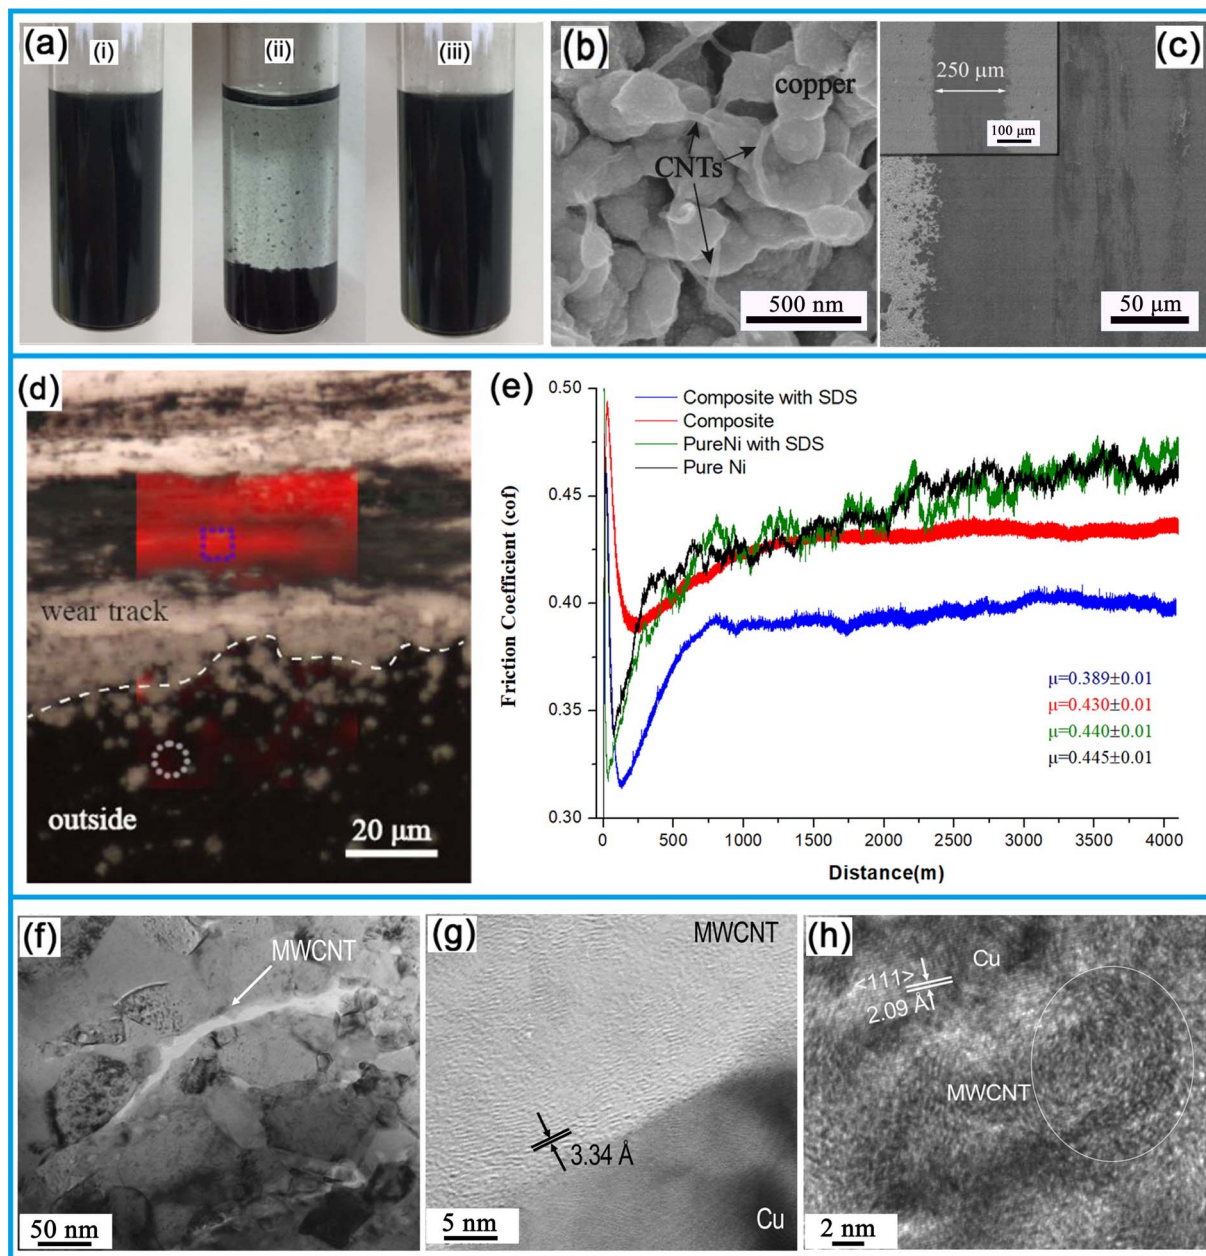 (a)
(i)
(ii)
(iii)
(b)
copper
CNTs
500 nm
(c)
250 µm
100 µm
50 µm
(d)
wear track
outside
20 µm
(e)
0.50
0.45
0.40
0.35
0.30
Friction Coefficient (cof)
Composite with SDS
Composite
PureNi with SDS
Pure Ni
µ=0.389±0.01
µ=0.430±0.01
µ=0.440±0.01
µ=0.445±0.01
0 500 1000 1500 2000 2500 3000 3500 4000
Distance(m)
(f)
MWCNT
50 nm
(g)
MWCNT
3.34 Å
Cu
5 nm
(h)
Cu
<111>
2.09 Å
MWCNT
2 nm